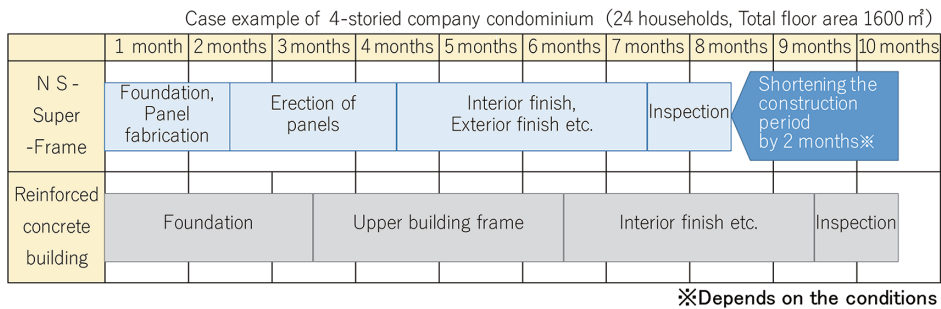 Case example of 4-storied company condominium（24 households, Total floor area 1600㎡）
1 month
2 months
3 months
4 months
5 months
6 months
7 months
8 months
9 months
10 months
N S -
Super
-Frame
Foundation,
Panel
fabrication
Erection of
panels
Interior finish,
Exterior finish etc.
Inspection
Shortening the
construction
period
by 2 months※
Reinforced
concrete
building
Foundation
Upper building frame
Interior finish etc.
Inspection
※Depends on the conditions